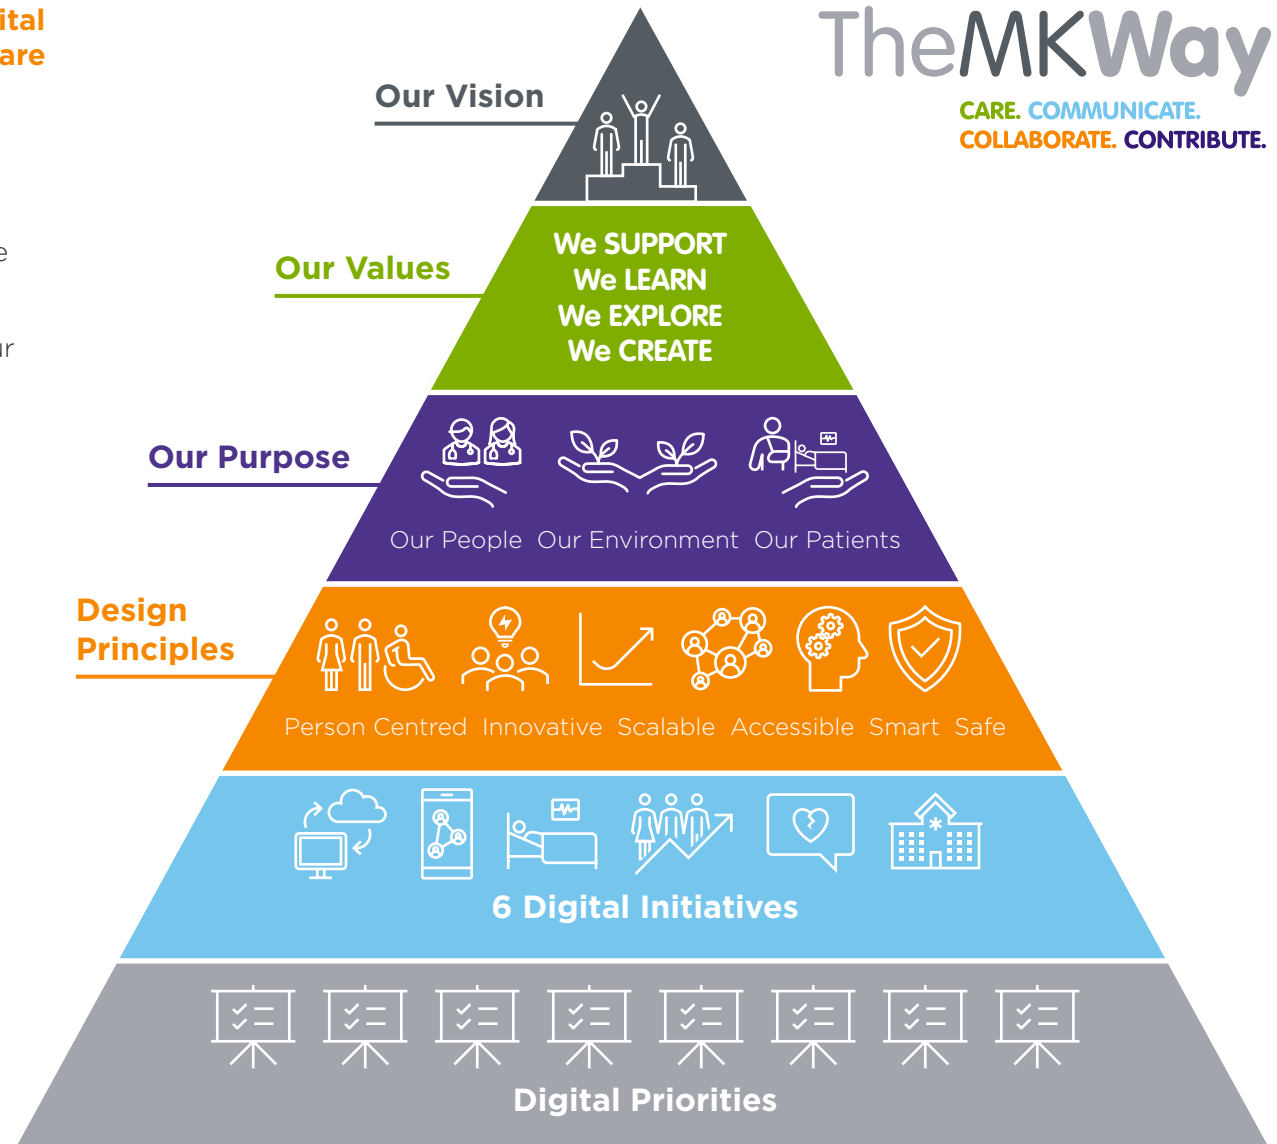 ital
are
e
ur
TheMKWay
CARE. COMMUNICATE.
COLLABORATE. CONTRIBUTE.
Our Vision
Our Values
We SUPPORT
We LEARN
We EXPLORE
We CREATE
Our Purpose
Our People Our Environment Our Patients
Design
Principles
Person Centred Innovative Scalable Accessible Smart Safe
6 Digital Initiatives
Digital Priorities